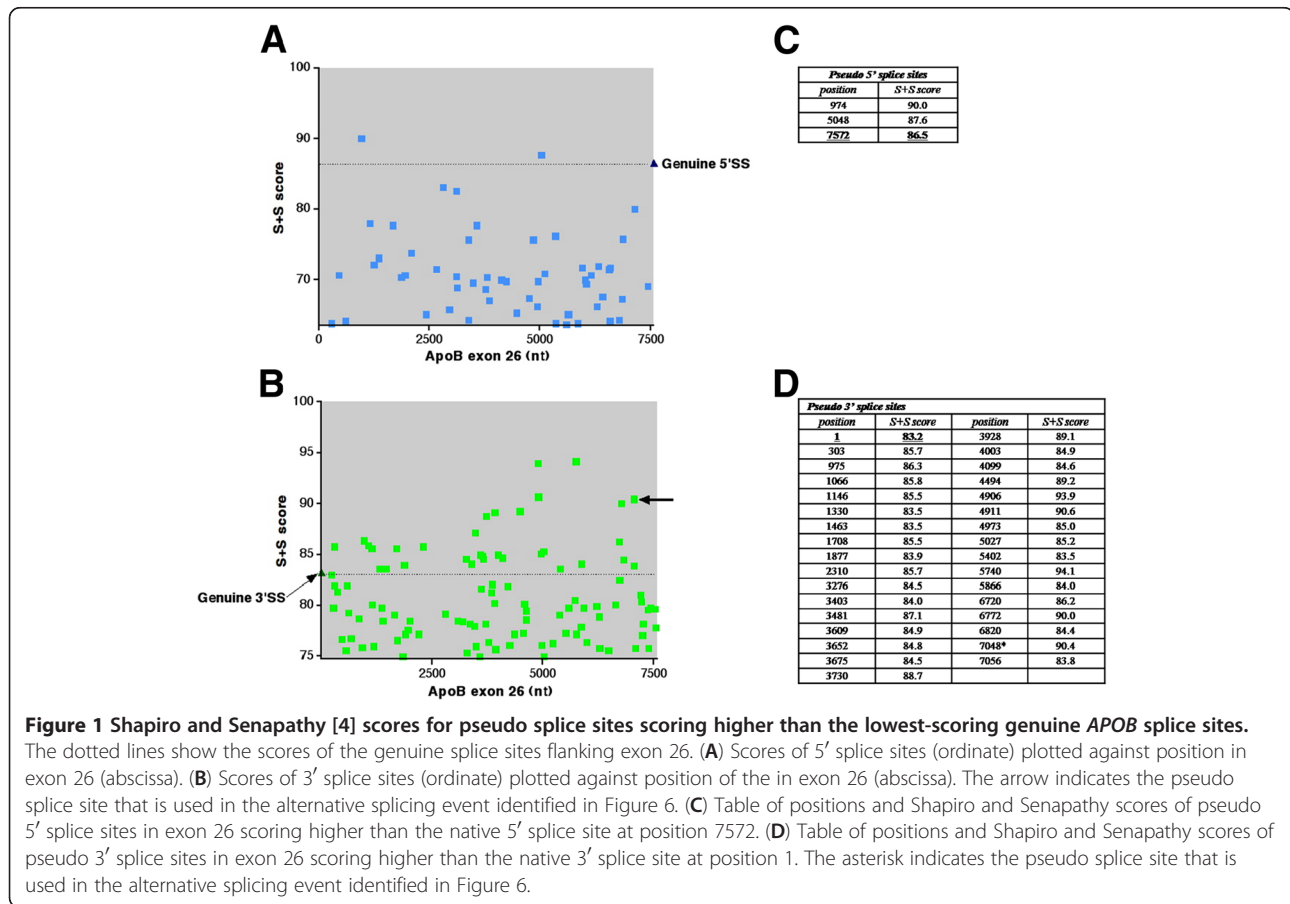 A
100
90
80
70
S+S score
Genuine 5'SS
0
2500
5000
7500
ApoB exon 26 (nt)
C
Pseudo 5' splice sites
position S+S score
974 90.0
5048 87.6
7572 86.5
B
100
95
90
85
80
75
S+S score
Genuine 3'SS
2500
5000
7500
ApoB exon 26 (nt)
D
Pseudo 3' splice sites
position S+S score position S+S score
1 83.2 3928 89.1
303 85.7 4003 84.9
975 86.3 4099 84.6
1066 85.8 4494 89.2
1146 85.5 4906 93.9
1330 83.5 4911 90.6
1463 83.5 4973 85.0
1708 85.5 5027 85.2
1877 83.9 5402 83.5
2310 85.7 5740 94.1
3276 84.5 5866 84.0
3403 84.0 6720 86.2
3481 87.1 6772 90.0
3609 84.9 6820 84.4
3652 84.8 7048* 90.4
3675 84.5 7056 83.8
3730 88.7
Figure 1 Shapiro and Senapathy [4] scores for pseudo splice sites scoring higher than the lowest-scoring genuine APOB splice sites.
The dotted lines show the scores of the genuine splice sites flanking exon 26. (A) Scores of 5′ splice sites (ordinate) plotted against position in
exon 26 (abscissa). (B) Scores of 3′ splice sites (ordinate) plotted against position of the in exon 26 (abscissa). The arrow indicates the pseudo
splice site that is used in the alternative splicing event identified in Figure 6. (C) Table of positions and Shapiro and Senapathy scores of pseudo
5′ splice sites in exon 26 scoring higher than the native 5′ splice site at position 7572. (D) Table of positions and Shapiro and Senapathy scores of
pseudo 3′ splice sites in exon 26 scoring higher than the native 3′ splice site at position 1. The asterisk indicates the pseudo splice site that is
used in the alternative splicing event identified in Figure 6.